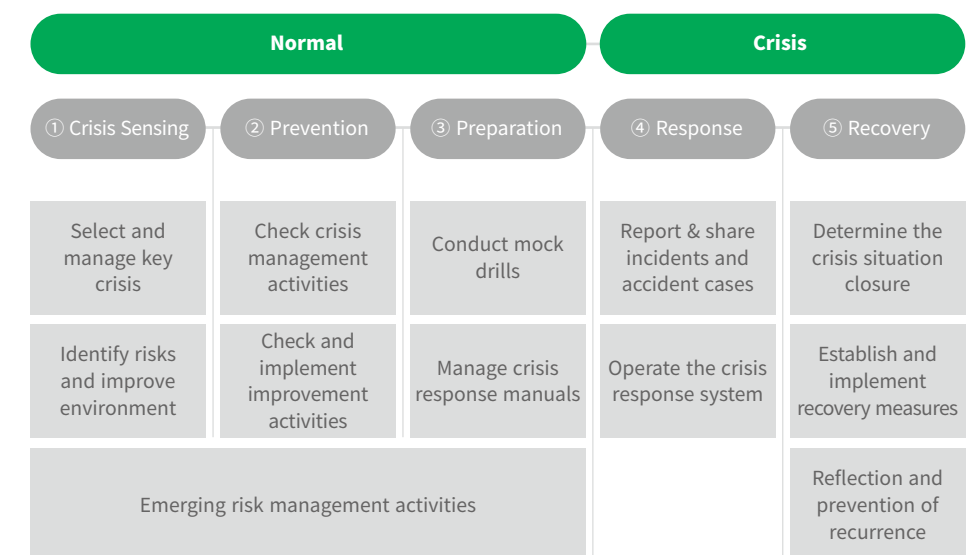 Normal
Crisis
① Crisis Sensing
② Prevention
③ Preparation
④ Response
⑤ Recovery
Select and
manage key
crisis
Check crisis
management
activities
Conduct mock
drills
Report & share
incidents and
accident cases
Determine the
crisis situation
closure
Identify risks
and improve
environment
Check and
implement
improvement
activities
Manage crisis
response manuals
Operate the crisis
response system
Establish and
implement
recovery measures
Emerging risk management activities
Reflection and
prevention of
recurrence